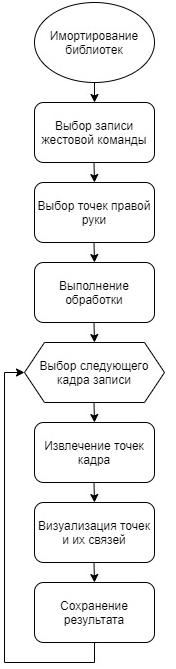 Имортирование
библиотек
Выбор записи
жестовой команды
Выбор точек правой
руки
Выполнение
обработки
Выбор следующего
кадра записи
Извлечение точек
кадра
Визуализация точек
и их связей
Сохранение
результата